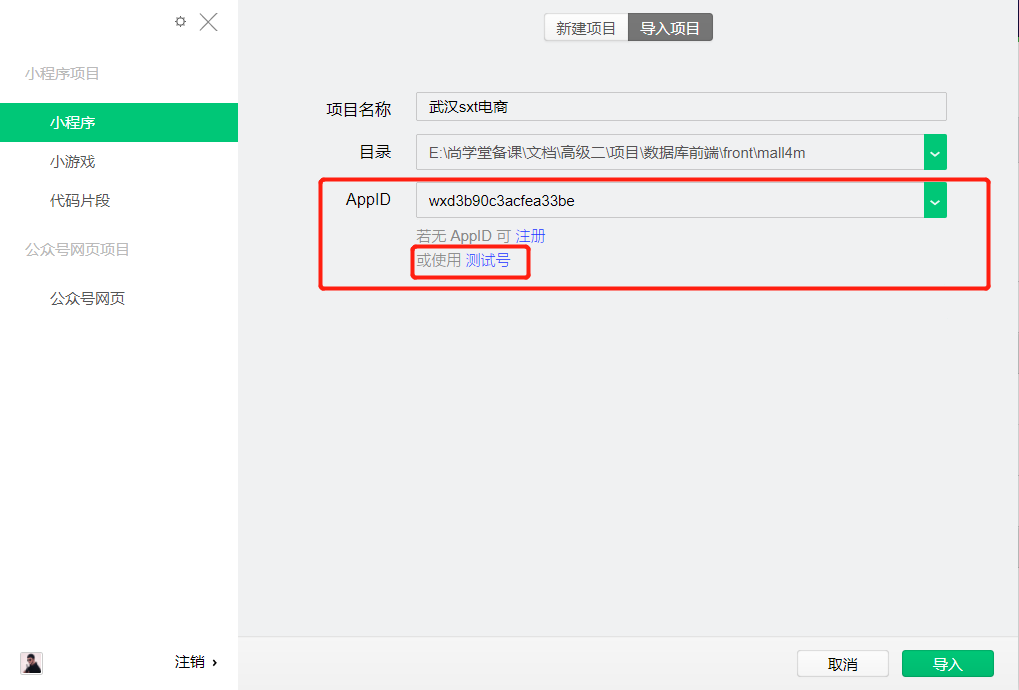 小程序项目
小程序
小游戏
代码片段
公众号网页项目
公众号网页
注销 ›
新建项目 导入项目
项目名称 武汉sxt电商
目录 E:\尚学堂备课\文档\高级二\项目\数据库前端\front\mall4m
AppID wxd3b90c3acfea33be
若无 AppID 可 注册
或使用 测试号
取消 导入